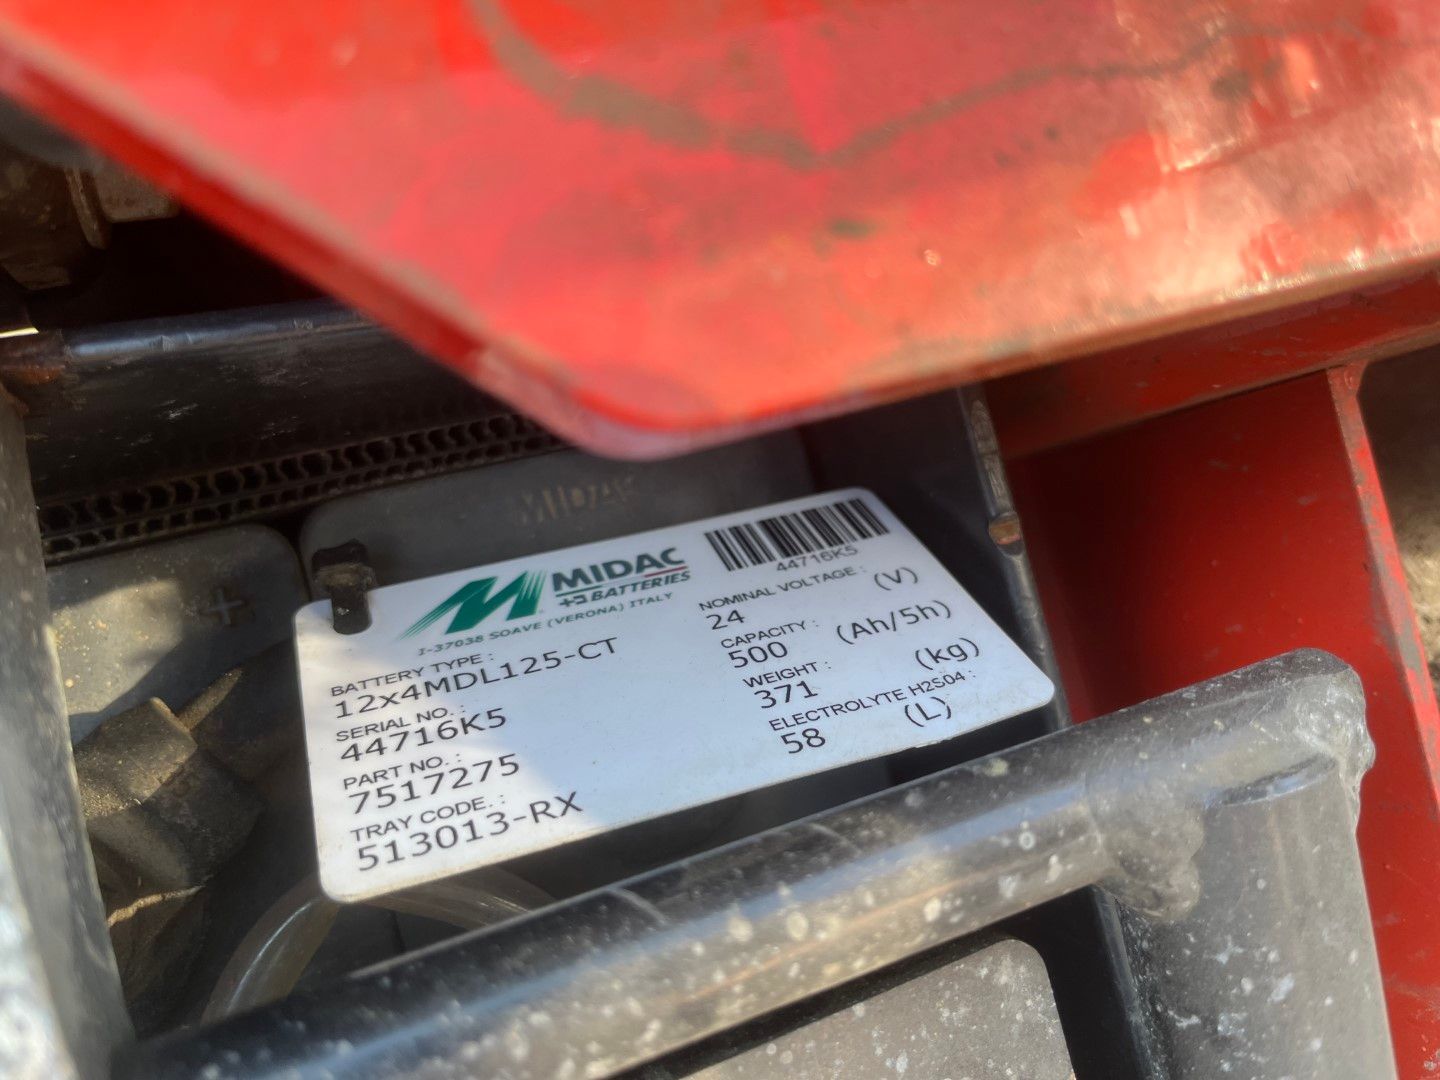 MIDAC
+
MIDAC
BATTERIES
I-37038 SOAVE (VERONA) ITALY
44716K5
BATTERY TYPE :
12x4MDL125-CT
SERIAL NO. :
44716K5
PART NO. :
7517275
TRAY CODE. :
513013-RX
NOMINAL VOLTAGE :
24 (V)
CAPACITY :
500 (Ah/5h)
WEIGHT :
371 (kg)
ELECTROLYTE H2SO4 :
58 (L)